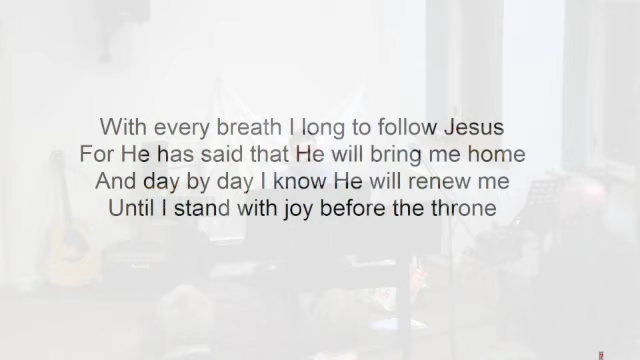 With every breath I long to follow Jesus
For He has said that He will bring me home
And day by day I know He will renew me
Until I stand with joy before the throne